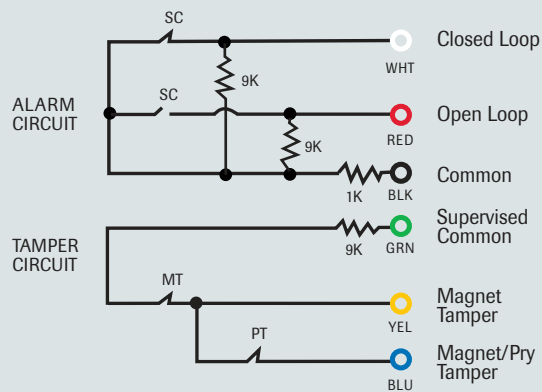 SC
Closed Loop
WHT
9K
ALARM
CIRCUIT
SC
Open Loop
RED
9K
Common
1K
BLK
Supervised
Common
9K
GRN
TAMPER
CIRCUIT
MT
Magnet
Tamper
YEL
PT
Magnet/Pry
Tamper
BLU